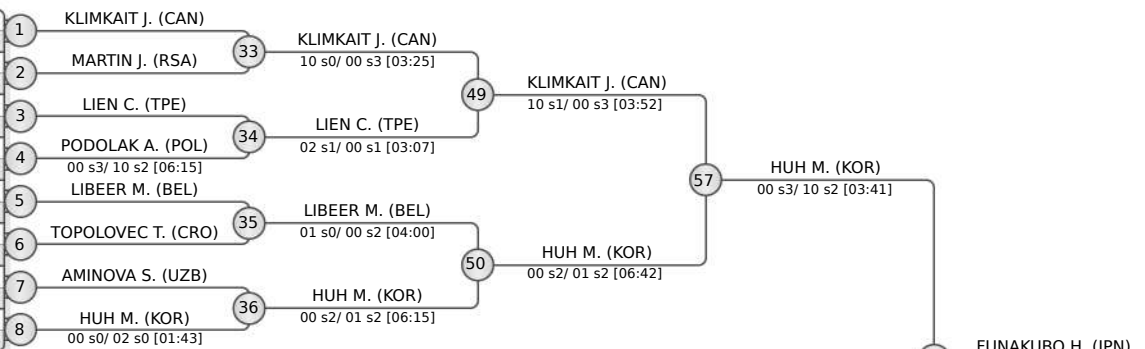 1
KLIMKAIT J. (CAN)
2
MARTIN J. (RSA)
33
KLIMKAIT J. (CAN)
10 s0/ 00 s3 [03:25]
3
LIEN C. (TPE)
4
PODOLAK A. (POL)
00 s3/ 10 s2 [06:15]
34
LIEN C. (TPE)
02 s1/ 00 s1 [03:07]
49
KLIMKAIT J. (CAN)
10 s1/ 00 s3 [03:52]
5
LIBEER M. (BEL)
6
TOPOLOVEC T. (CRO)
35
LIBEER M. (BEL)
01 s0/ 00 s2 [04:00]
7
AMINOVA S. (UZB)
8
HUH M. (KOR)
00 s0/ 02 s0 [01:43]
36
HUH M. (KOR)
00 s2/ 01 s2 [06:15]
50
HUH M. (KOR)
00 s2/ 01 s2 [06:42]
57
HUH M. (KOR)
00 s3/ 10 s2 [03:41]
FUNAKUBO H. (JPN)